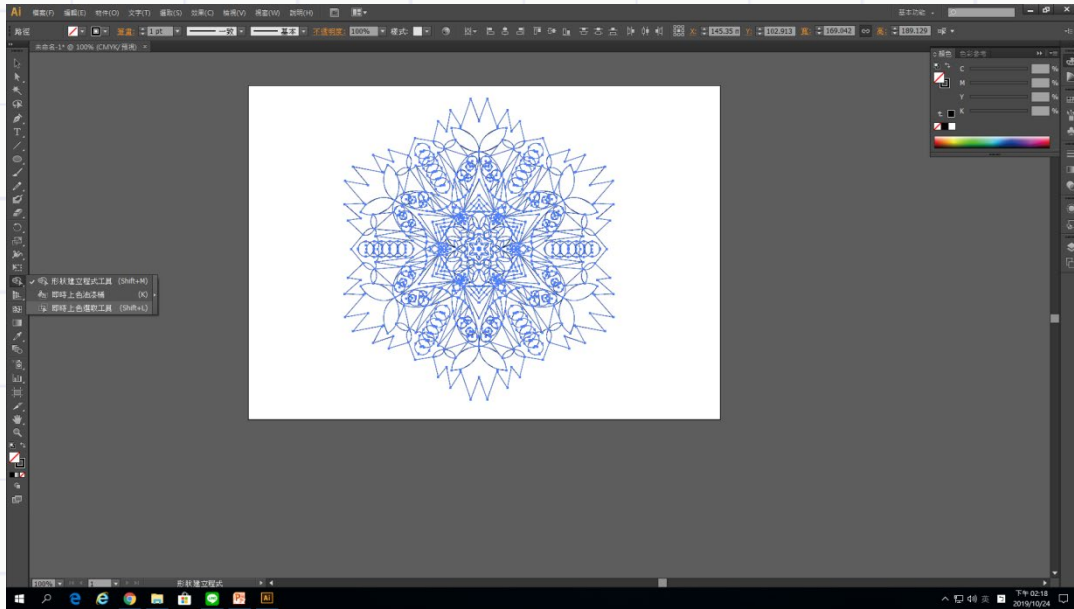 Ai 檔案(F) 編輯(E) 物件(O) 文字(T) 選取(S) 效果(C) 檢視(V) 視窗(W) 說明(H) 基本功能
路徑 筆畫: 1 pt 一致 基本 不透明度: 100% 樣式: X: 145.35 m Y: 102.913 寬: 169.042 高: 189.129
未命名-1* @ 100% (CMYK/預視) ×
顏色 色彩參考
C %
M %
Y %
K %
形狀建立程式工具 (Shift+M)
即時上色油漆桶 (K)
即時上色選取工具 (Shift+L)
100% 1 形狀建立程式
英 下午 02:18
2019/10/24